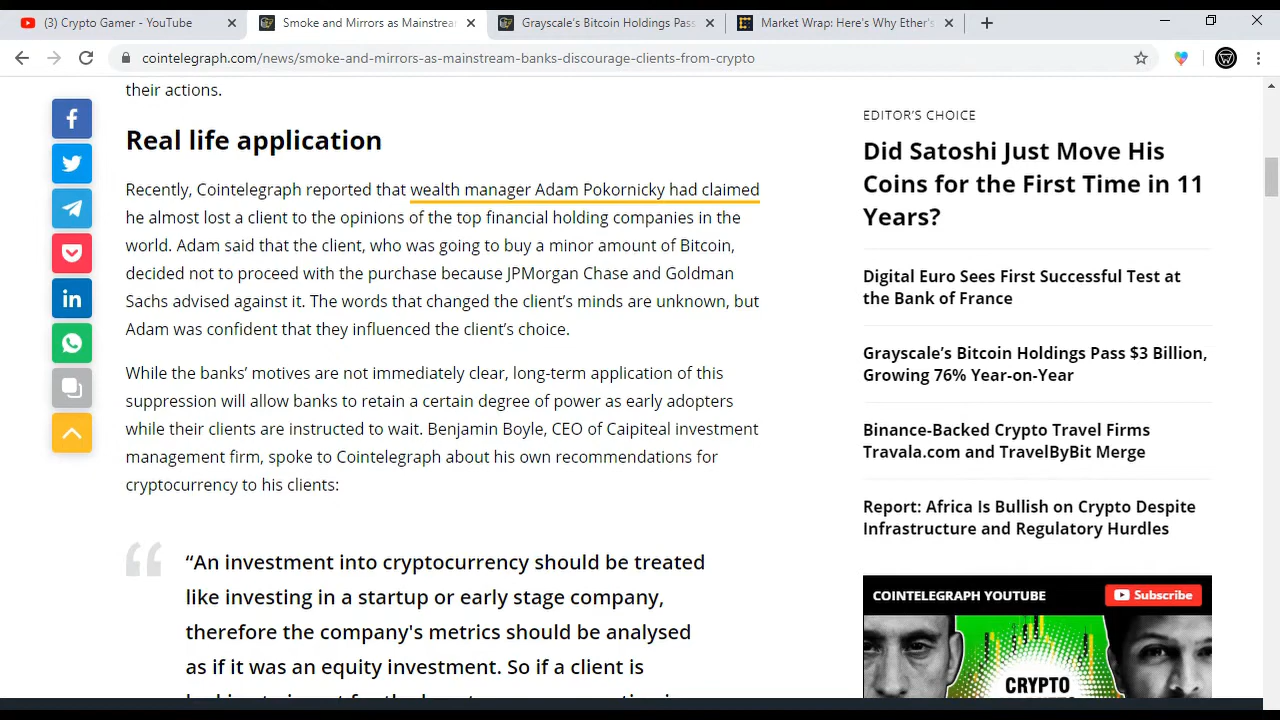 (3) Crypto Gamer - YouTube
Smoke and Mirrors as Mainstream
Grayscale's Bitcoin Holdings Pass
Market Wrap: Here's Why Ether's
cointelegraph.com/news/smoke-and-mirrors-as-mainstream-banks-discourage-clients-from-crypto
their actions.
Real life application
Recently, Cointelegraph reported that wealth manager Adam Pokornicky had claimed
he almost lost a client to the opinions of the top financial holding companies in the
world. Adam said that the client, who was going to buy a minor amount of Bitcoin,
decided not to proceed with the purchase because JPMorgan Chase and Goldman
Sachs advised against it. The words that changed the client's minds are unknown, but
Adam was confident that they influenced the client's choice.
While the banks' motives are not immediately clear, long-term application of this
suppression will allow banks to retain a certain degree of power as early adopters
while their clients are instructed to wait. Benjamin Boyle, CEO of Caipiteal investment
management firm, spoke to Cointelegraph about his own recommendations for
cryptocurrency to his clients:
“An investment into cryptocurrency should be treated
like investing in a startup or early stage company,
therefore the company's metrics should be analysed
as if it was an equity investment. So if a client is
EDITOR'S CHOICE
Did Satoshi Just Move His
Coins for the First Time in 11
Years?
Digital Euro Sees First Successful Test at
the Bank of France
Grayscale's Bitcoin Holdings Pass $3 Billion,
Growing 76% Year-on-Year
Binance-Backed Crypto Travel Firms
Travala.com and TravelByBit Merge
Report: Africa Is Bullish on Crypto Despite
Infrastructure and Regulatory Hurdles
COINTELEGRAPH YOUTUBE
Subscribe
CRYPTO